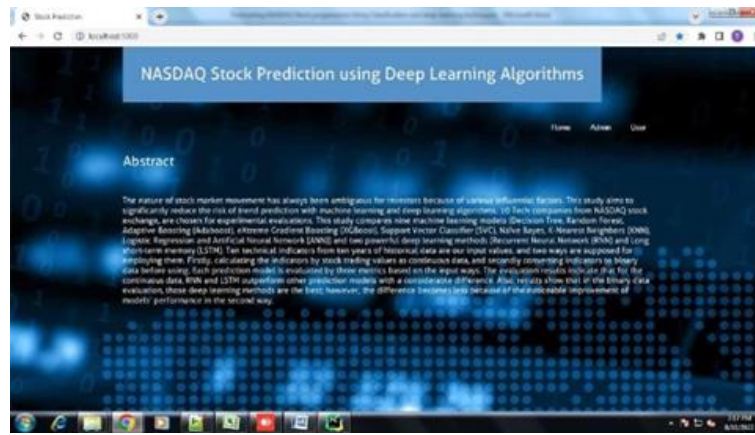 Stock Prediction
localhost:5000
NASDAQ Stock Prediction using Deep Learning Algorithms
Home Admin User
Abstract
The nature of stock market movement has always been ambiguous for investors because of various influential factors. This study aims to
significantly reduce the risk of trend prediction with machine learning and deep learning algorithms. 10 Tech companies from NASDAQ stock
exchange, are chosen for experimental evaluations. This study compares nine machine learning models (Decision Tree, Random Forest,
Adaptive Boosting (Adaboost), eXtreme Gradient Boosting (XGBoost), Support Vector Classifier (SVC), Naïve Bayes, K-Nearest Neighbors (KNN),
Logistic Regression and Artificial Neural Network (ANN)) and two powerful deep learning methods (Recurrent Neural Network (RNN) and Long
short-term memory (LSTM). Ten technical indicators from ten years of historical data are our input values, and two ways are supposed for
employing them. Firstly, calculating the indicators by stock trading values as continuous data, and secondly converting indicators to binary
data before using. Each prediction model is evaluated by three metrics based on the input ways. The evaluation results indicate that for the
continuous data, RNN and LSTM outperform other prediction models with a considerable difference. Also, results show that in the binary data
evaluation, those deep learning methods are the best; however, the difference becomes less because of the noticeable improvement of
models' performance in the second way.
7:17 PM